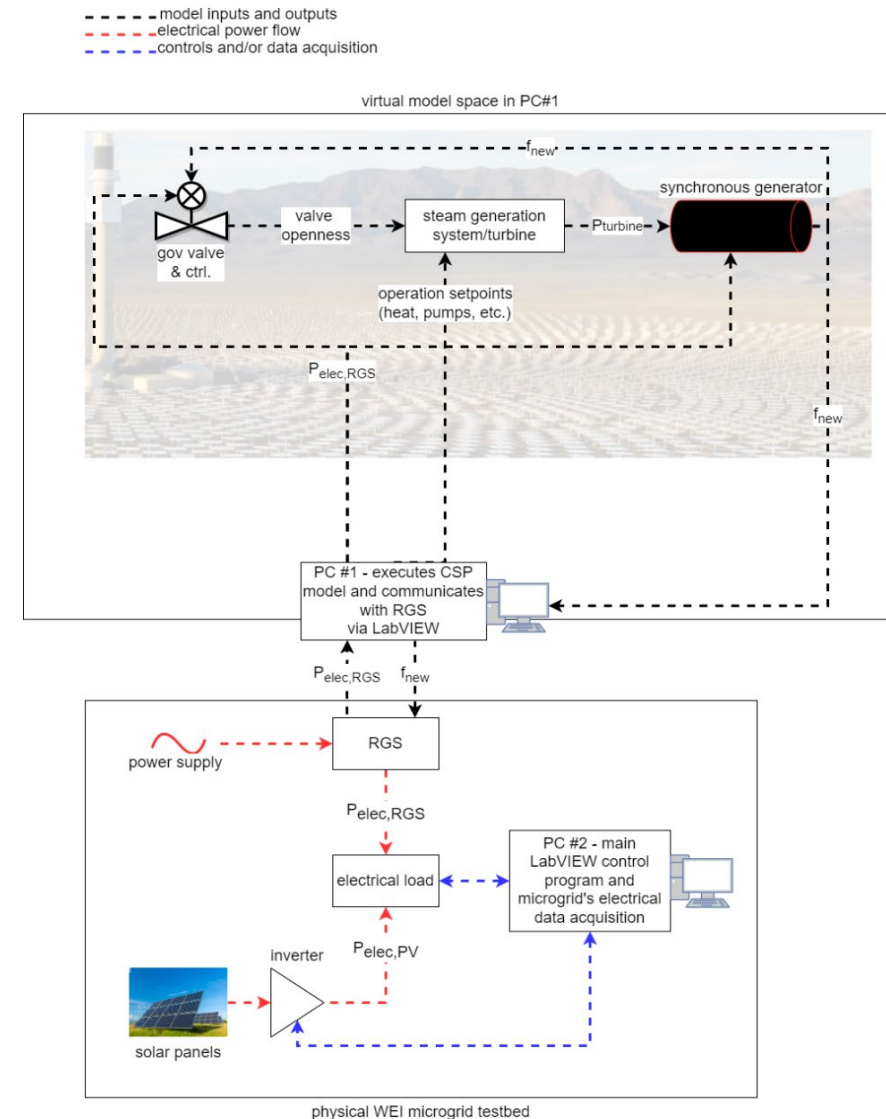 model inputs and outputs
electrical power flow
controls and/or data acquisition
virtual model space in PC#1
fnew
synchronous generator
valve
openness
steam generation
system/turbine
Pturbine
gov valve
& ctrl.
operation setpoints
(heat, pumps, etc.)
Pelec,RGS
fnew
PC #1 - executes CSP
model and communicates
with RGS
via LabVIEW
Pelec,RGS
fnew
RGS
power supply
Pelec,RGS
electrical load
PC #2 - main
LabVIEW control
program and
microgrid's electrical
data acquisition
Pelec,PV
inverter
solar panels
physical WEI microgrid testbed